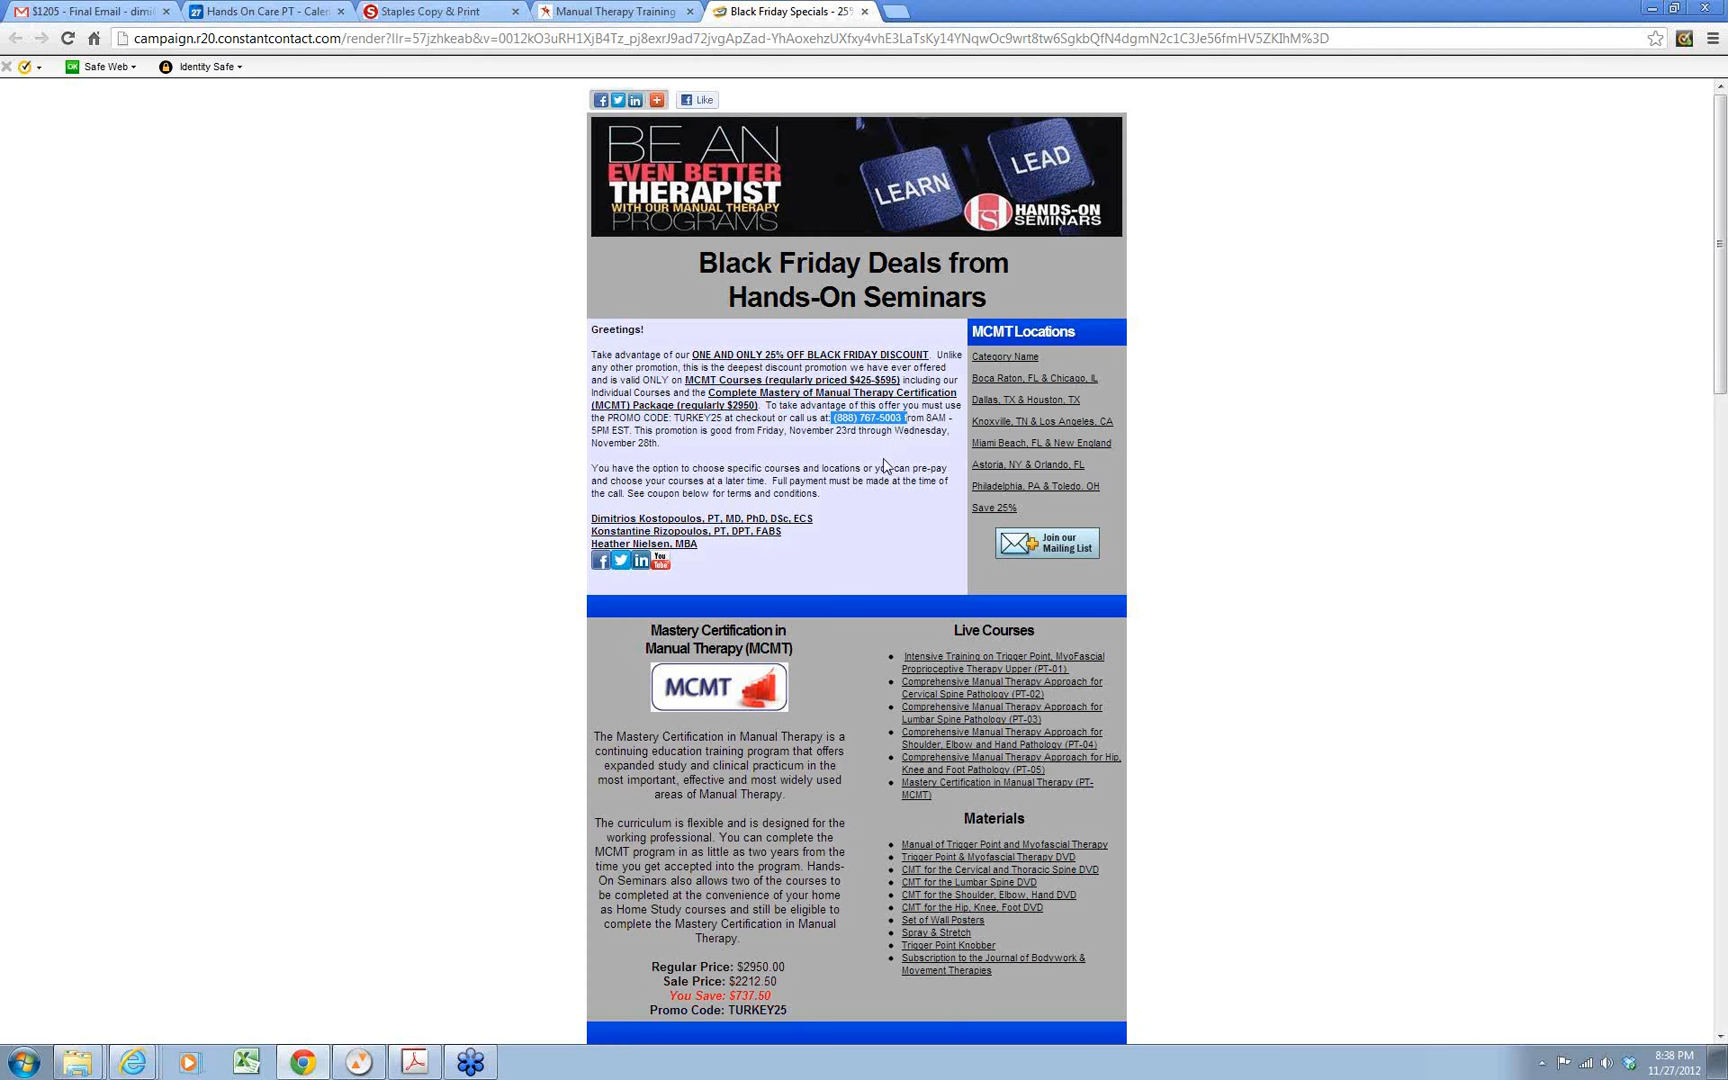 $1205 - Final Email - dimi
Hands On Care PT - Calen
Staples Copy & Print
Manual Therapy Training
Black Friday Specials - 25%
Safe Web
Identity Safe
Like
BE AN
EVEN BETTER
THERAPIST
WITH OUR MANUAL THERAPY
PROGRAMS
LEARN
LEAD
HANDS-ON
SEMINARS
Black Friday Deals from
Hands-On Seminars
Greetings!
Take advantage of our ONE AND ONLY 25% OFF BLACK FRIDAY DISCOUNT. Unlike
any other promotion, this is the deepest discount promotion we have ever offered
and is valid ONLY on MCMT Courses (regularly priced $425-$595) including our
Individual Courses and the Complete Mastery of Manual Therapy Certification
(MCMT) Package (regularly $2950). To take advantage of this offer you must use
the PROMO CODE: TURKEY25 at checkout or call us at: (888) 767-5003 from 8AM -
5PM EST. This promotion is good from Friday, November 23rd through Wednesday,
November 28th.
You have the option to choose specific courses and locations or you can pre-pay
and choose your courses at a later time. Full payment must be made at the time of
the call. See coupon below for terms and conditions.
Dimitrios Kostopoulos, PT, MD, PhD, DSc, ECS
Konstantine Rizopoulos, PT, DPT, FABS
Heather Nielsen, MBA
MCMT Locations
Category Name
Boca Raton, FL & Chicago, IL
Dallas, TX & Houston, TX
Knoxville, TN & Los Angeles, CA
Miami Beach, FL & New England
Astoria, NY & Orlando, FL
Philadelphia, PA & Toledo, OH
Save 25%
Join our
Mailing List
Mastery Certification in
Manual Therapy (MCMT)
MCMT
The Mastery Certification in Manual Therapy is a
continuing education training program that offers
expanded study and clinical practicum in the
most important, effective and most widely used
areas of Manual Therapy.
The curriculum is flexible and is designed for the
working professional. You can complete the
MCMT program in as little as two years from the
time you get accepted into the program. Hands-
On Seminars also allows two of the courses to
be completed at the convenience of your home
as Home Study courses and still be eligible to
complete the Mastery Certification in Manual
Therapy.
Regular Price: $2950.00
Sale Price: $2212.50
You Save: $737.50
Promo Code: TURKEY25
Live Courses
Intensive Training on Trigger Point, MyoFascial
Proprioceptive Therapy Upper (PT-01)
Comprehensive Manual Therapy Approach for
Cervical Spine Pathology (PT-02)
Comprehensive Manual Therapy Approach for
Lumbar Spine Pathology (PT-03)
Comprehensive Manual Therapy Approach for
Shoulder, Elbow and Hand Pathology (PT-04)
Comprehensive Manual Therapy Approach for Hip,
Knee and Foot Pathology (PT-05)
Mastery Certification in Manual Therapy (PT-
MCMT)
Materials
Manual of Trigger Point and Myofascial Therapy
Trigger Point & Myofascial Therapy DVD
CMT for the Cervical and Thoracic Spine DVD
CMT for the Lumbar Spine DVD
CMT for the Shoulder, Elbow, Hand DVD
CMT for the Hip, Knee, Foot DVD
Set of Wall Posters
Spray & Stretch
Trigger Point Knobber
Subscription to the Journal of Bodywork &
Movement Therapies
8:38 PM
11/27/2012